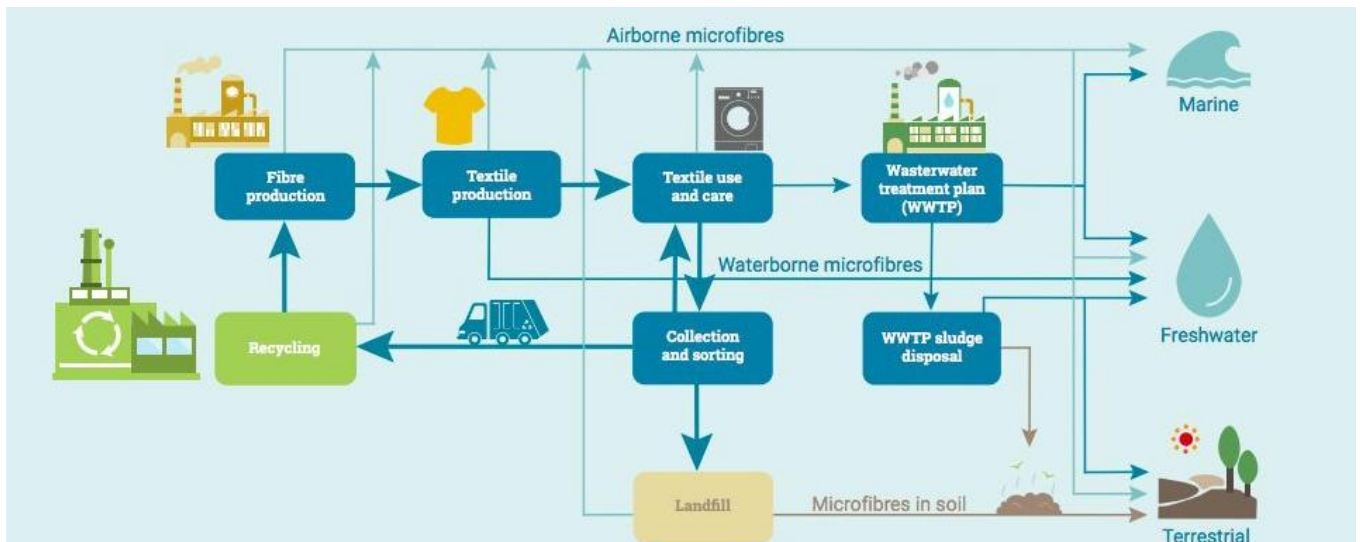 Airborne microfibres
Marine
Fibre
production
Textile
production
Textile use
and care
Wasterwater
treatment plan
(WWTP)
Waterborne microfibres
Freshwater
Recycling
Collection
and sorting
WWTP sludge
disposal
Landfill
Microfibres in soil
Terrestrial